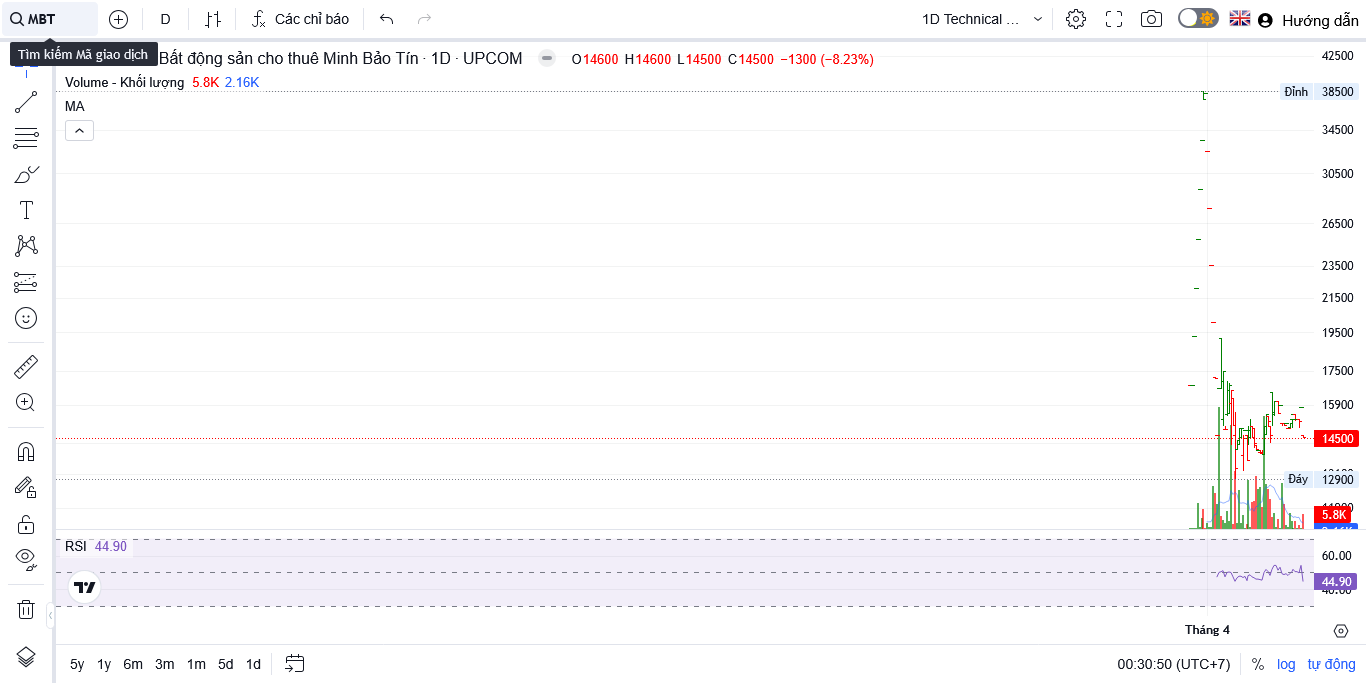 MBT
D
Các chỉ báo
1D Technical ...
Hướng dẫn
Tìm kiếm Mã giao dịch
Bất động sản cho thuê Minh Bảo Tín · 1D · UPCOM
O14600 H14600 L14500 C14500 −1300 (−8.23%)
Volume - Khối lượng 5.8K 2.16K
MA
42500
Đỉnh 38500
34500
30500
26500
23500
21500
19500
17500
15900
14500
Đáy 12900
5.8K
RSI 44.90
60.00
44.90
40.00
Tháng 4
5y 1y 6m 3m 1m 5d 1d
00:30:50 (UTC+7) % log tự động